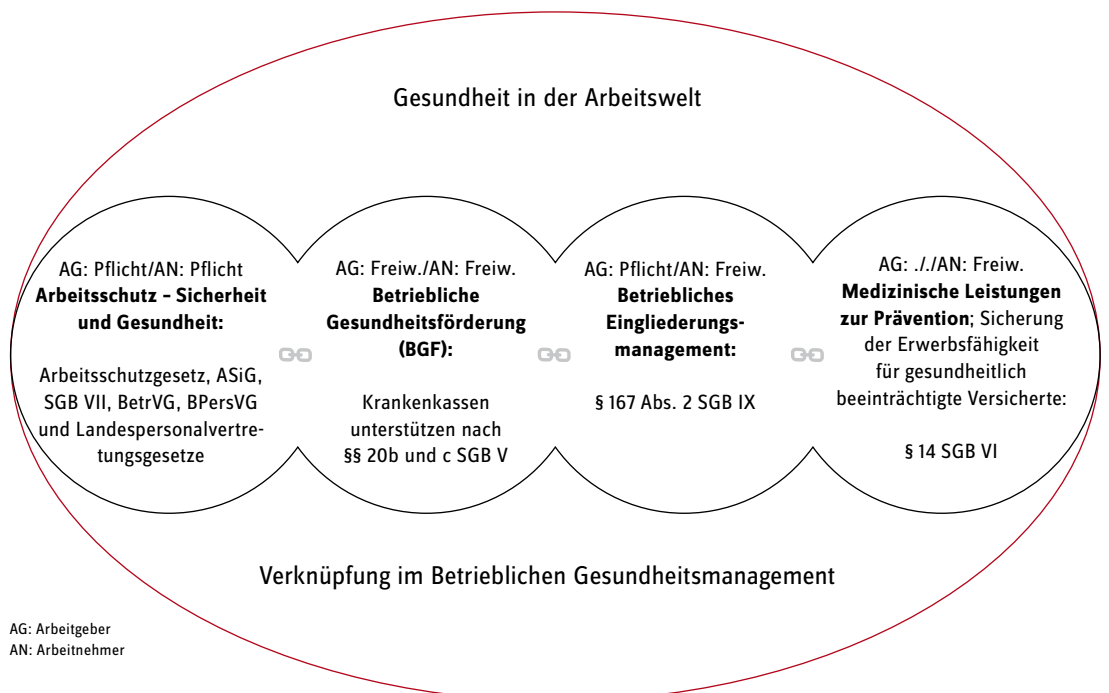 Gesundheit in der Arbeitswelt
AG: Pflicht/AN: Pflicht
Arbeitsschutz – Sicherheit
und Gesundheit:
Arbeitsschutzgesetz, ASiG,
SGB VII, BetrVG, BPersVG
und Landespersonalvertre-
tungsgesetze
AG: Freiw./AN: Freiw.
Betriebliche
Gesundheitsförderung
(BGF):
Krankenkassen
unterstützen nach
§§ 20b und c SGB V
AG: Pflicht/AN: Freiw.
Betriebliches
Eingliederungs-
management:
§ 167 Abs. 2 SGB IX
AG: ././AN: Freiw.
Medizinische Leistungen
zur Prävention; Sicherung
der Erwerbsfähigkeit
für gesundheitlich
beeinträchtigte Versicherte:
§ 14 SGB VI
Verknüpfung im Betrieblichen Gesundheitsmanagement
AG: Arbeitgeber
AN: Arbeitnehmer